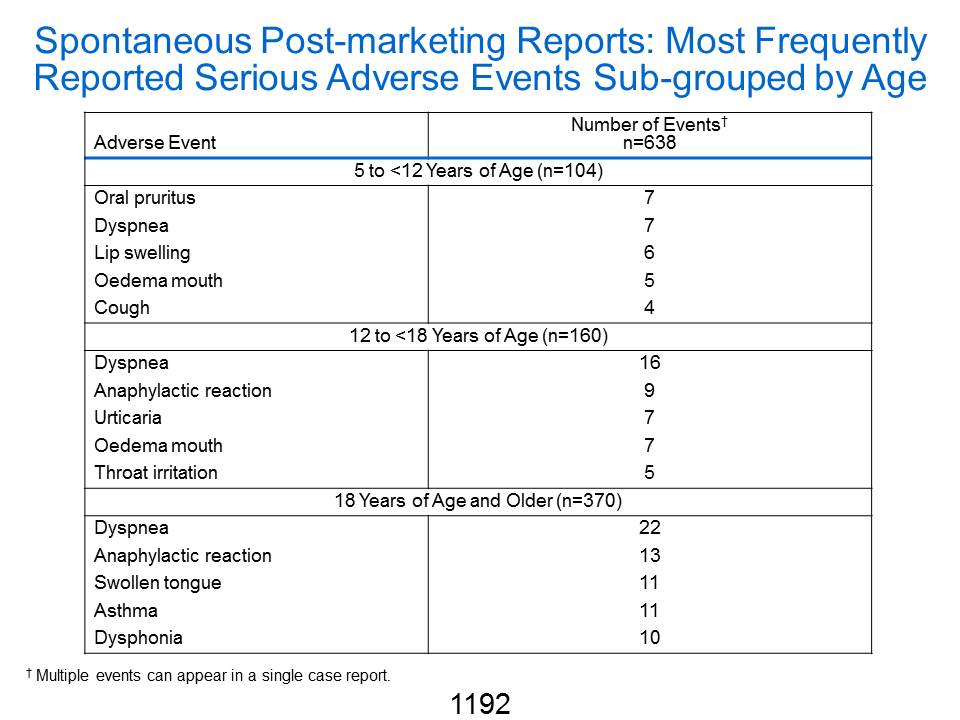 Spontaneous Post-marketing Reports: Most Frequently
Reported Serious Adverse Events Sub-grouped by Age
Adverse Event
Number of Events†
n=638
5 to <12 Years of Age (n=104)
Oral pruritus 7
Dyspnea 7
Lip swelling 6
Oedema mouth 5
Cough 4
12 to <18 Years of Age (n=160)
Dyspnea 16
Anaphylactic reaction 9
Urticaria 7
Oedema mouth 7
Throat irritation 5
18 Years of Age and Older (n=370)
Dyspnea 22
Anaphylactic reaction 13
Swollen tongue 11
Asthma 11
Dysphonia 10
† Multiple events can appear in a single case report.
1192